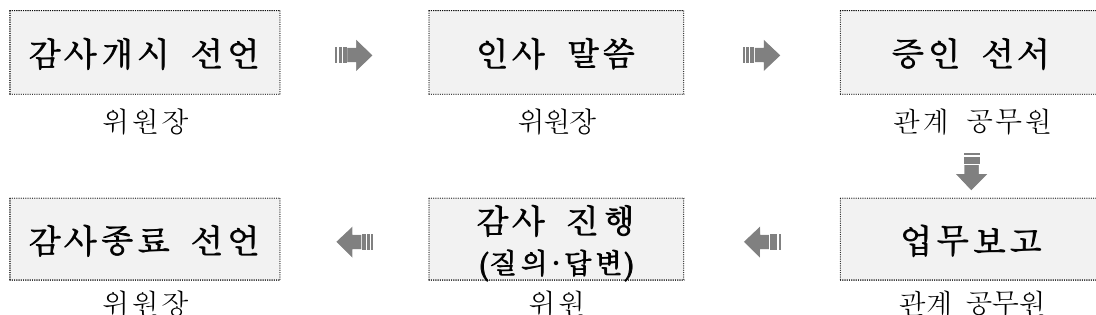 감사개시 선언
인사 말씀
증인 선서
위원장
위원장
관계 공무원
감사종료 선언
감사 진행
(질의·답변)
업무보고
위원장
위원
관계 공무원